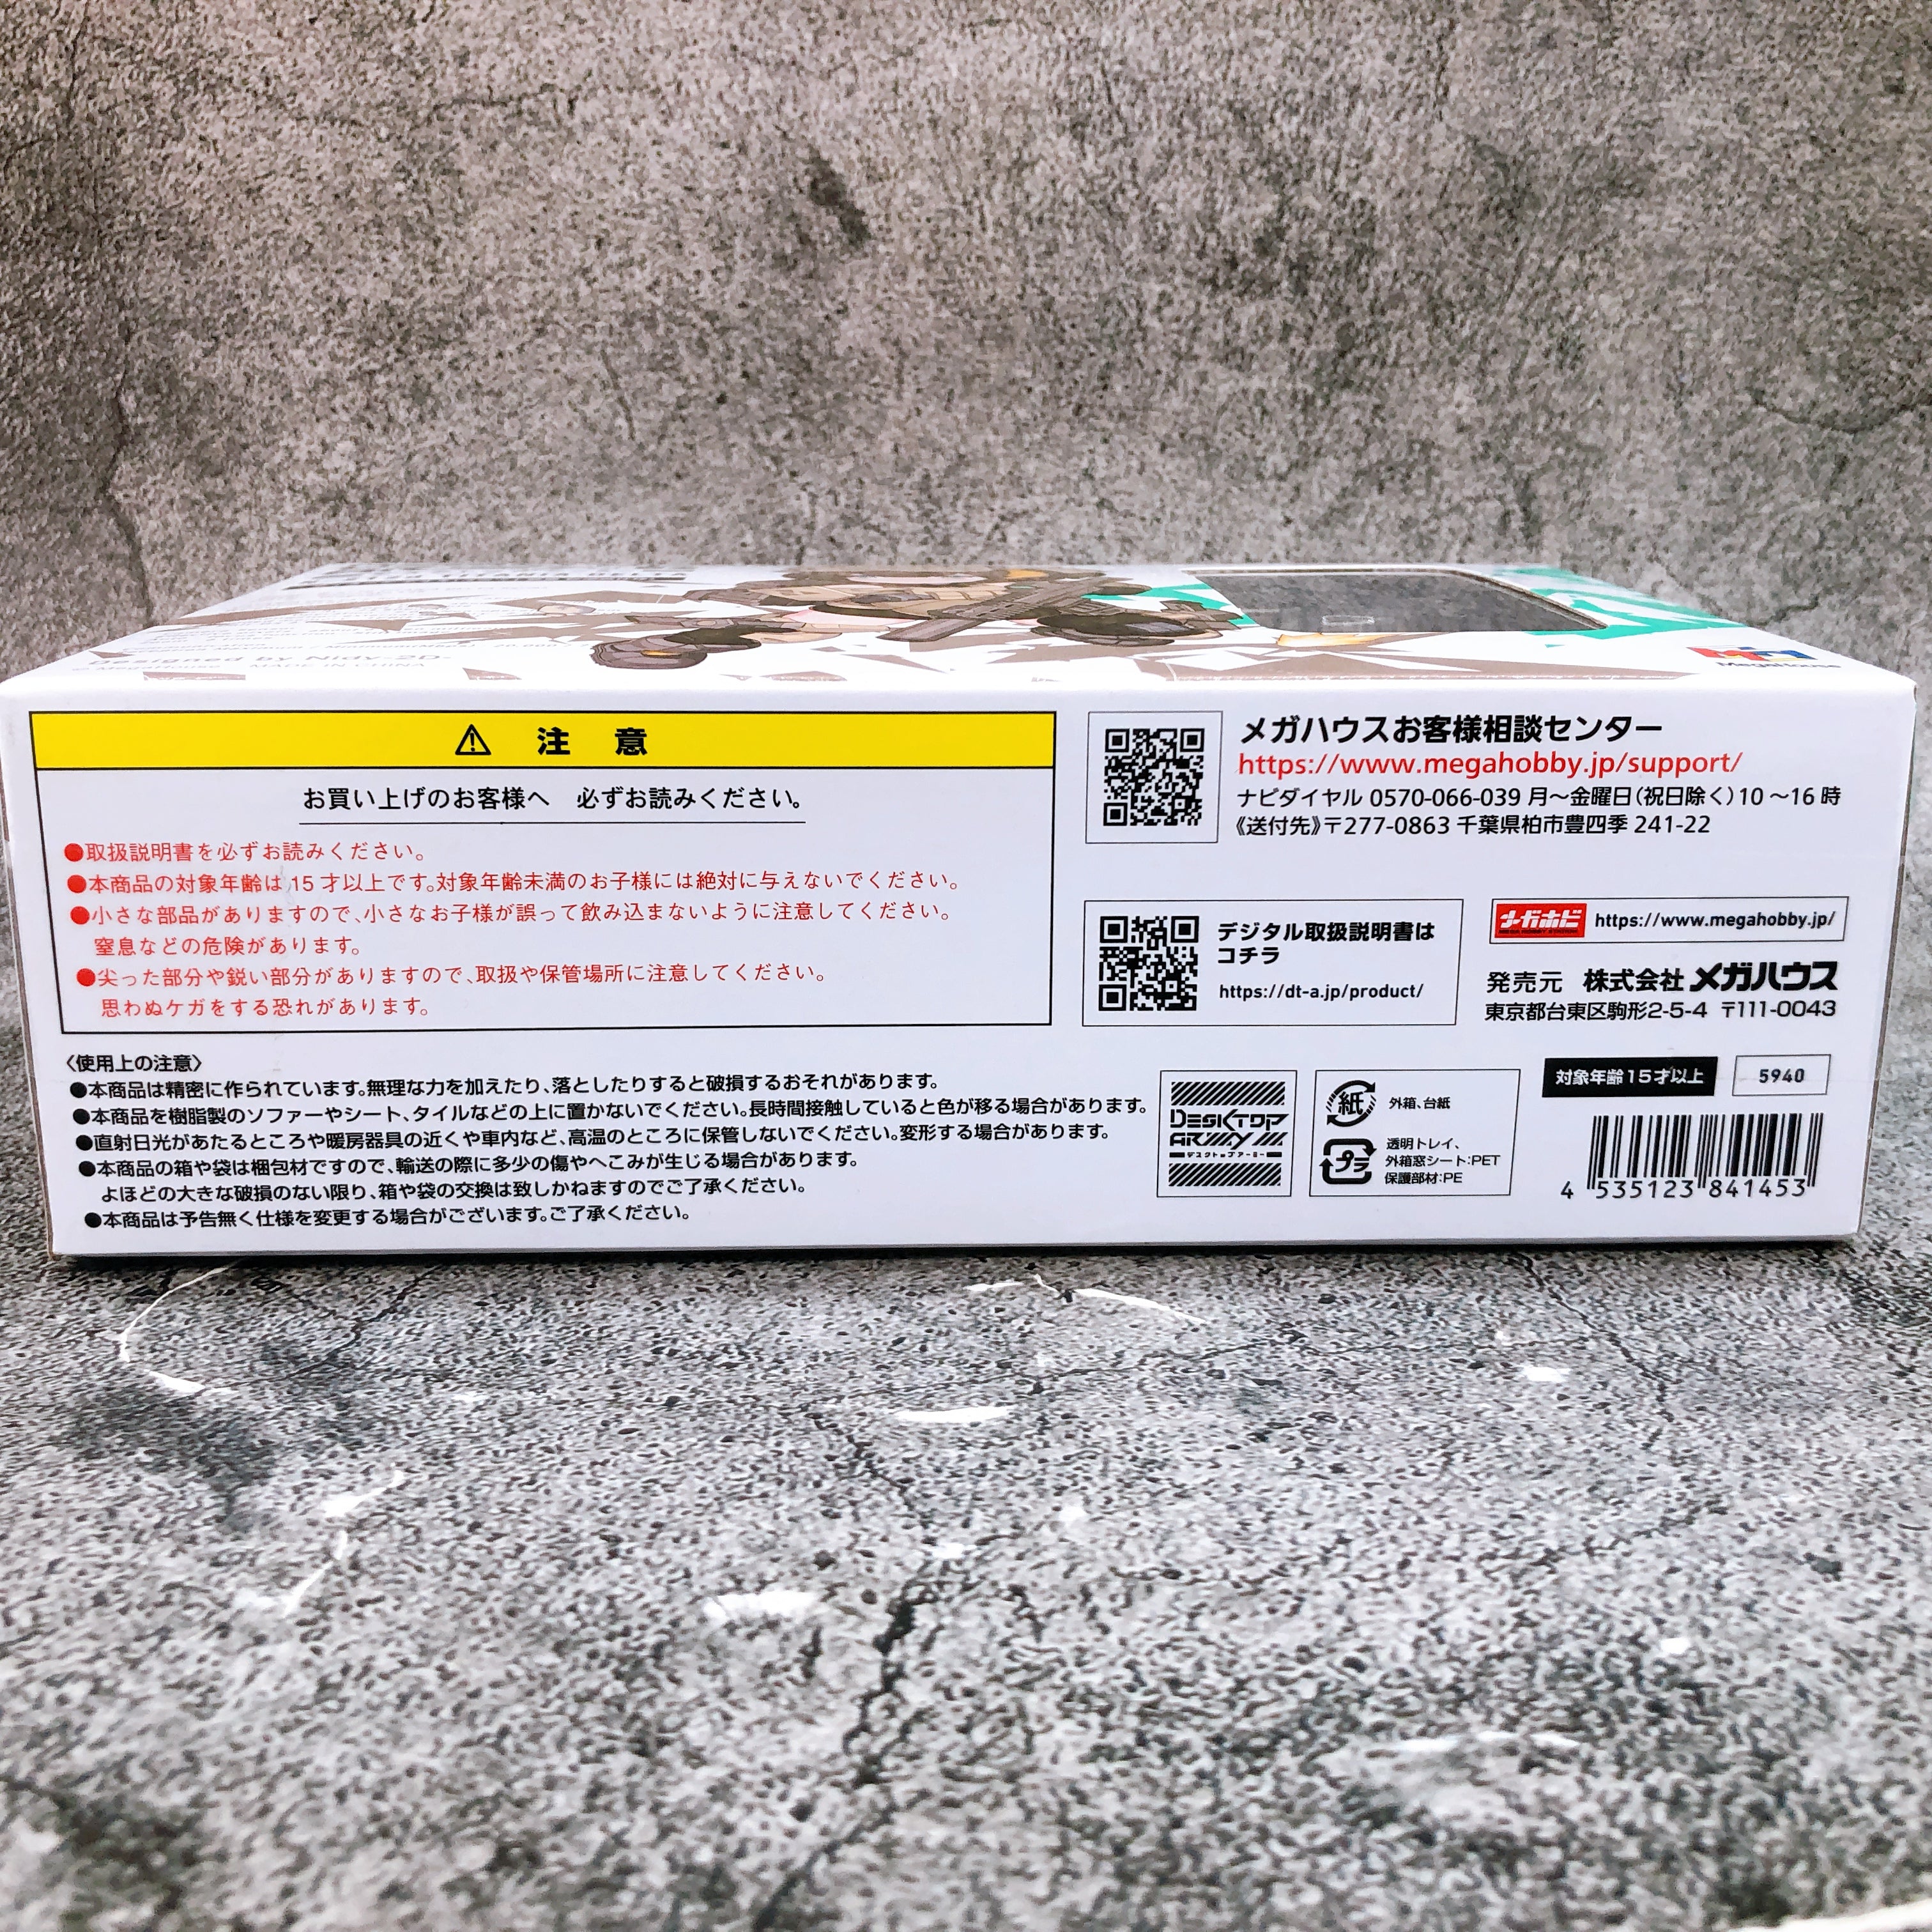 Designed by Nidy-2D-
MegaHouse
注 意
お買い上げのお客様へ 必ずお読みください。
●取扱説明書を必ずお読みください。
●本商品の対象年齢は15才以上です。対象年齢未満のお子様には絶対に与えないでください。
●小さな部品がありますので、小さなお子様が誤って飲み込まないように注意してください。
窒息などの危険があります。
●尖った部分や鋭い部分がありますので、取扱や保管場所に注意してください。
思わぬケガをする恐れがあります。
〈使用上の注意〉
●本商品は精密に作られています。無理な力を加えたり、落としたりすると破損するおそれがあります。
●本商品を樹脂製のソファーやシート、タイルなどの上に置かないでください。長時間接触していると色が移る場合があります。
●直射日光があたるところや暖房器具の近くや車内など、高温のところに保管しないでください。変形する場合があります。
●本商品の箱や袋は梱包材ですので、輸送の際に多少の傷やへこみが生じる場合があります。
よほどの大きな破損のない限り、箱や袋の交換は致しかねますのでご了承ください。
●本商品は予告無く仕様を変更する場合がございます。ご了承ください。
メガハウスお客様相談センター
https://www.megahobby.jp/support/
ナビダイヤル 0570-066-039 月～金曜日(祝日除く)10～16時
《送付先》〒277-0863 千葉県柏市豊四季 241-22
デジタル取扱説明書は
コチラ
https://dt-a.jp/product/
メガホビ
MEGA HOBBY STATION
https://www.megahobby.jp/
発売元 株式会社メガハウス
東京都台東区駒形2-5-4 〒111-0043
DESKTOP
ARMY
デスクトップアーミー
紙
外箱、台紙
プラ
透明トレイ、
外箱窓シート:PET
保護部材:PE
対象年齢15才以上
5940
4 535123 841453